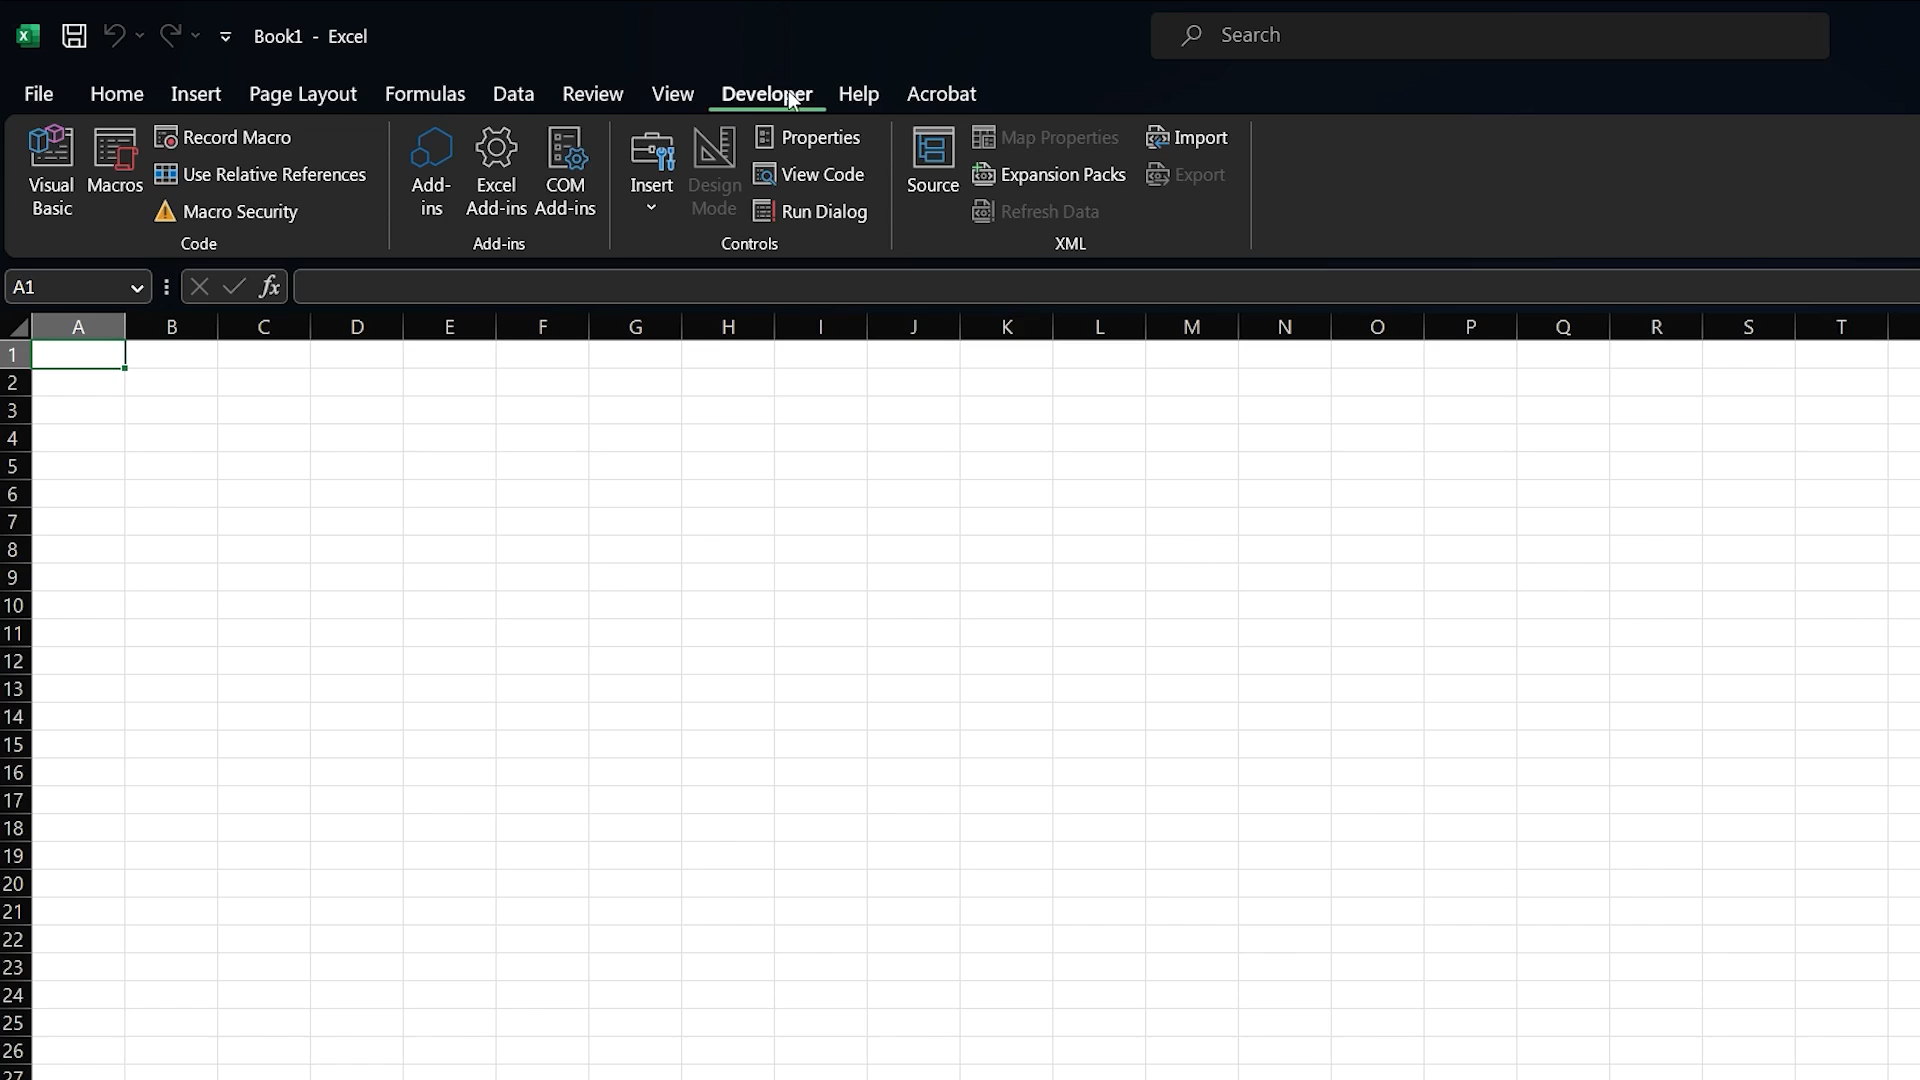 Book1 - Excel
Search
File Home Insert Page Layout Formulas Data Review View Developer Help Acrobat
Visual Basic
Macros
Record Macro
Use Relative References
Macro Security
Code
Add-ins
Excel Add-ins
COM Add-ins
Add-ins
Insert
Design Mode
Properties
View Code
Run Dialog
Controls
Source
Map Properties
Expansion Packs
Refresh Data
Import
Export
XML
A1
fx
A B C D E F G H I J K L M N O P Q R S T
1
2
3
4
5
6
7
8
9
10
11
12
13
14
15
16
17
18
19
20
21
22
23
24
25
26
27